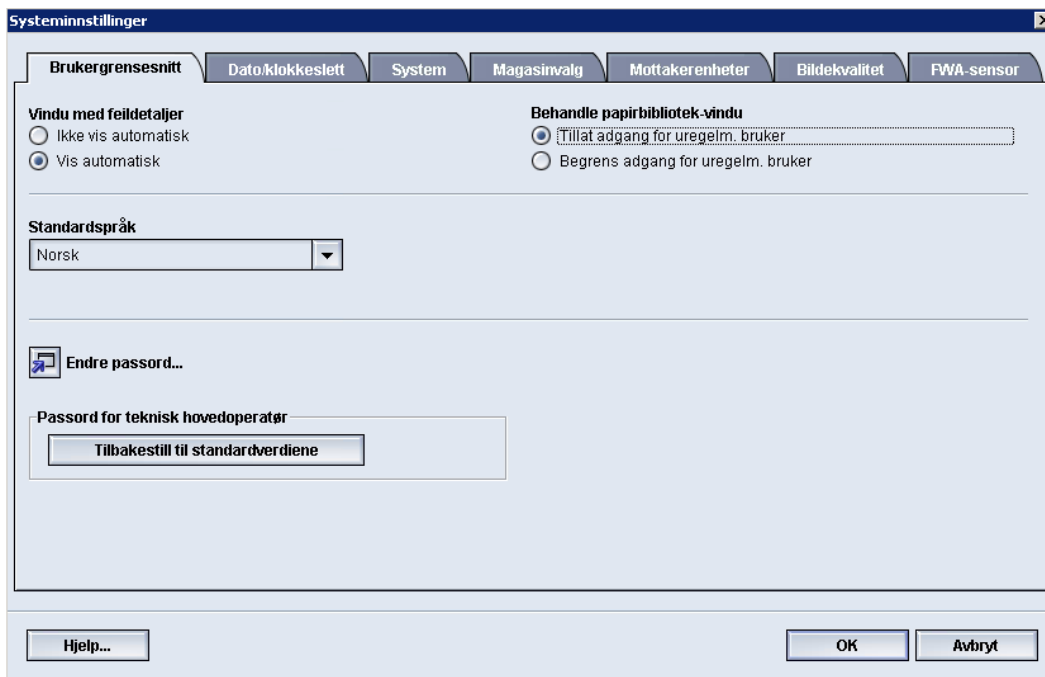 Systeminnstillinger
Brukergrensesnitt
Dato/klokkeslett
System
Magasinvalg
Mottakerenheter
Bildekvalitet
FWA-sensor
Vindu med feildetaljer
Ikke vis automatisk
Vis automatisk
Behandle papirbibliotek-vindu
Tillat adgang for uregelm. bruker
Begrens adgang for uregelm. bruker
Standardspråk
Norsk
Endre passord...
Passord for teknisk hovedoperatør
Tilbakestill til standardverdiene
Hjelp...
OK
Avbryt